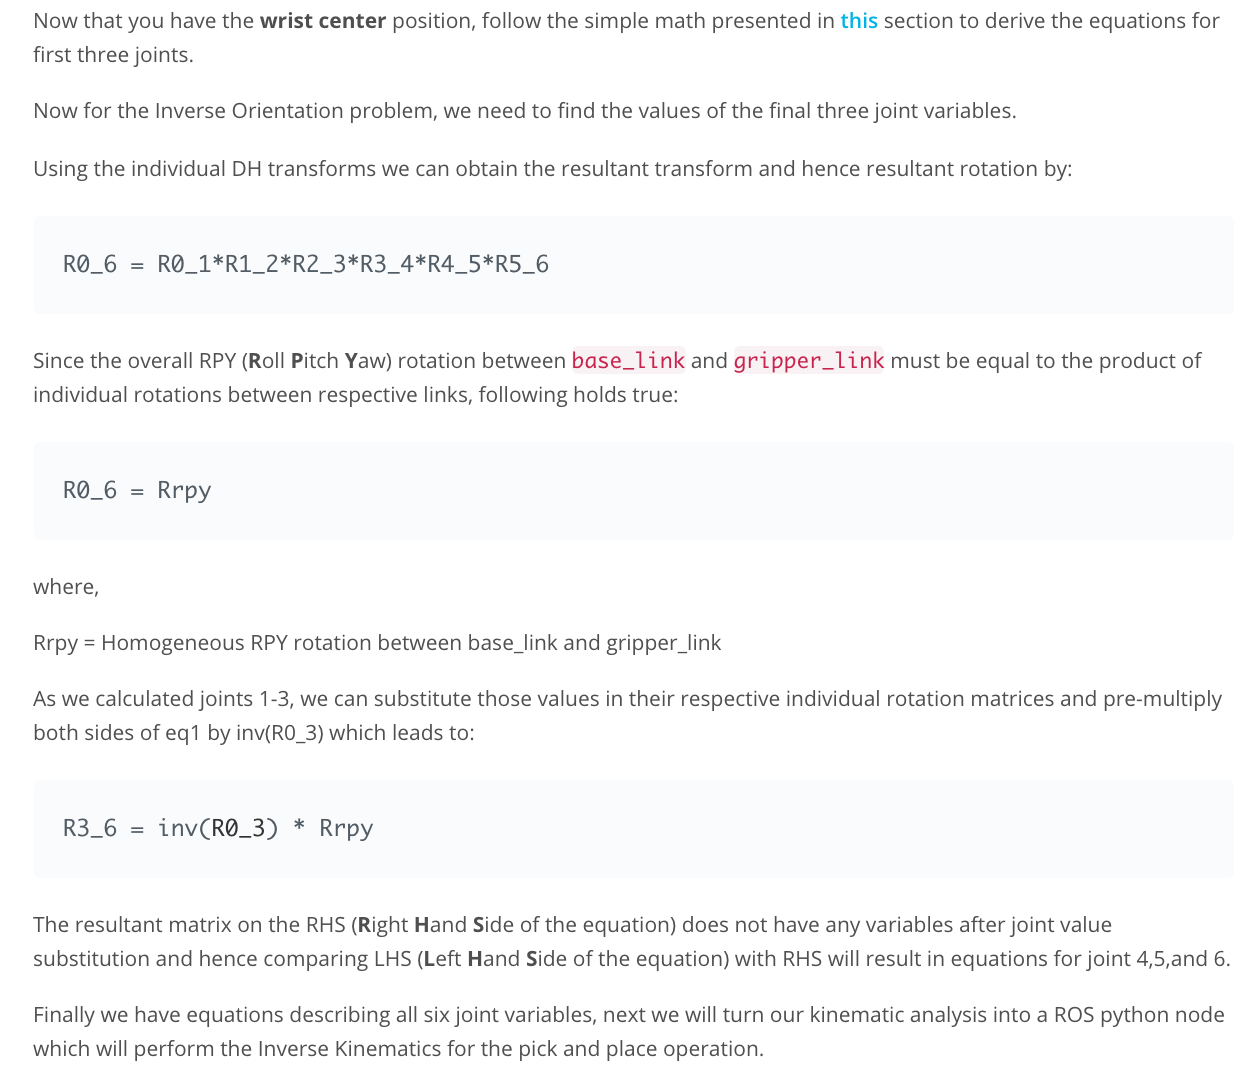 Now that you have the wrist center position, follow the simple math presented in this section to derive the equations for
first three joints.
Now for the Inverse Orientation problem, we need to find the values of the final three joint variables.
Using the individual DH transforms we can obtain the resultant transform and hence resultant rotation by:
R0_6 = R0_1*R1_2*R2_3*R3_4*R4_5*R5_6
Since the overall RPY (Roll Pitch Yaw) rotation between base_link and gripper_link must be equal to the product of
individual rotations between respective links, following holds true:
R0_6 = Rrpy
where,
Rrpy = Homogeneous RPY rotation between base_link and gripper_link
As we calculated joints 1-3, we can substitute those values in their respective individual rotation matrices and pre-multiply
both sides of eq1 by inv(R0_3) which leads to:
R3_6 = inv(R0_3) * Rrpy
The resultant matrix on the RHS (Right Hand Side of the equation) does not have any variables after joint value
substitution and hence comparing LHS (Left Hand Side of the equation) with RHS will result in equations for joint 4,5,and 6.
Finally we have equations describing all six joint variables, next we will turn our kinematic analysis into a ROS python node
which will perform the Inverse Kinematics for the pick and place operation.